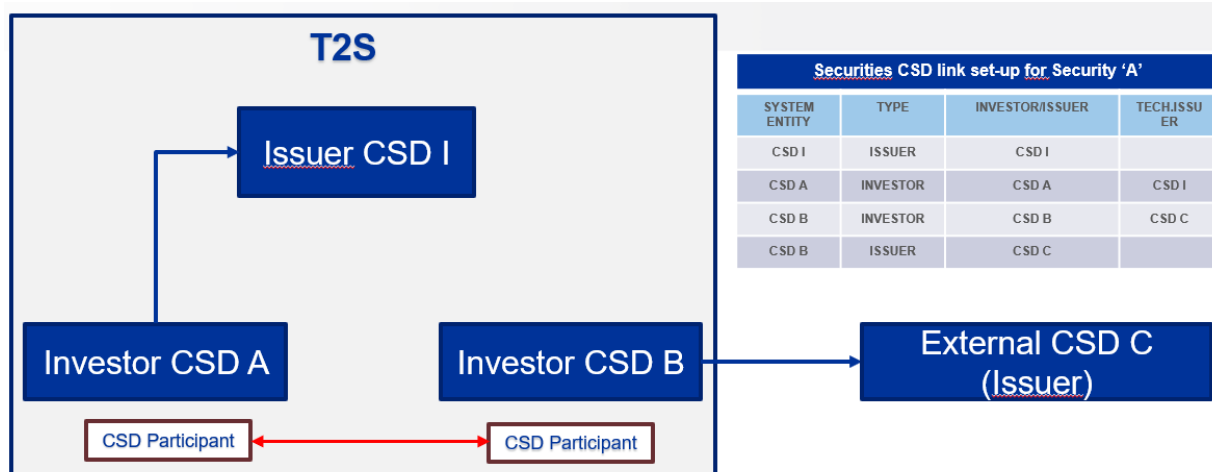 T2S
Issuer CSD I
Investor CSD A
Investor CSD B
CSD Participant
CSD Participant
Securities CSD link set-up for Security ‘A’
SYSTEM ENTITY TYPE INVESTOR/ISSUER TECH.ISSU ER
CSD I ISSUER CSD I
CSD A INVESTOR CSD A CSD I
CSD B INVESTOR CSD B CSD C
CSD B ISSUER CSD C
External CSD C
(Issuer)